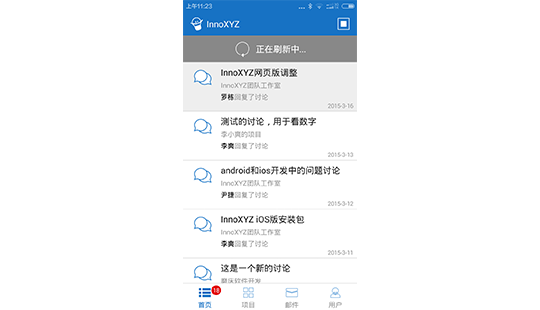 上午11:23
InnoXYZ
正在刷新中...
InnoXYZ网页版调整
InnoXYZ团队工作室
罗栋回复了讨论
2015-3-16
测试的讨论，用于看数字
李小爽的项目
李爽回复了讨论
2015-3-13
android和ios开发中的问题讨论
InnoXYZ团队工作室
尹捷回复了讨论
2015-3-12
InnoXYZ iOS版安装包
InnoXYZ团队工作室
李爽回复了讨论
2015-3-11
这是一个新的讨论
18
首页
项目
邮件
用户